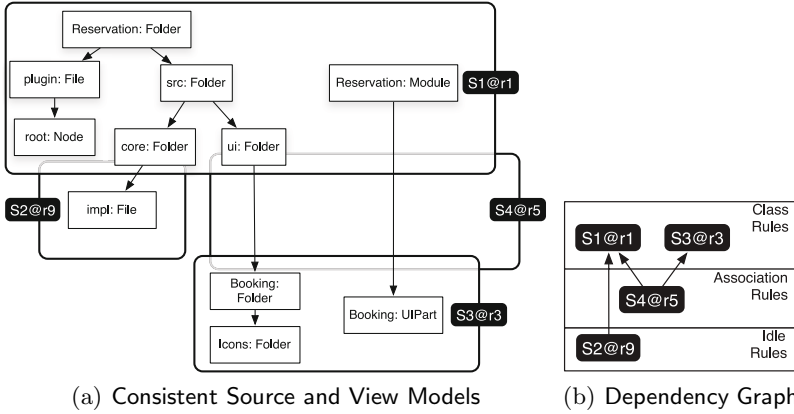 Reservation: Folder
plugin: File
src: Folder
Reservation: Module
S1@r1
root: Node
core: Folder
ui: Folder
S2@r9
impl: File
S4@r5
Booking:
Folder
Booking: UIPart
S3@r3
Icons: Folder
(a) Consistent Source and View Models
Class
Rules
S1@r1
S3@r3
Association
Rules
S4@r5
Idle
Rules
S2@r9
(b) Dependency Graph